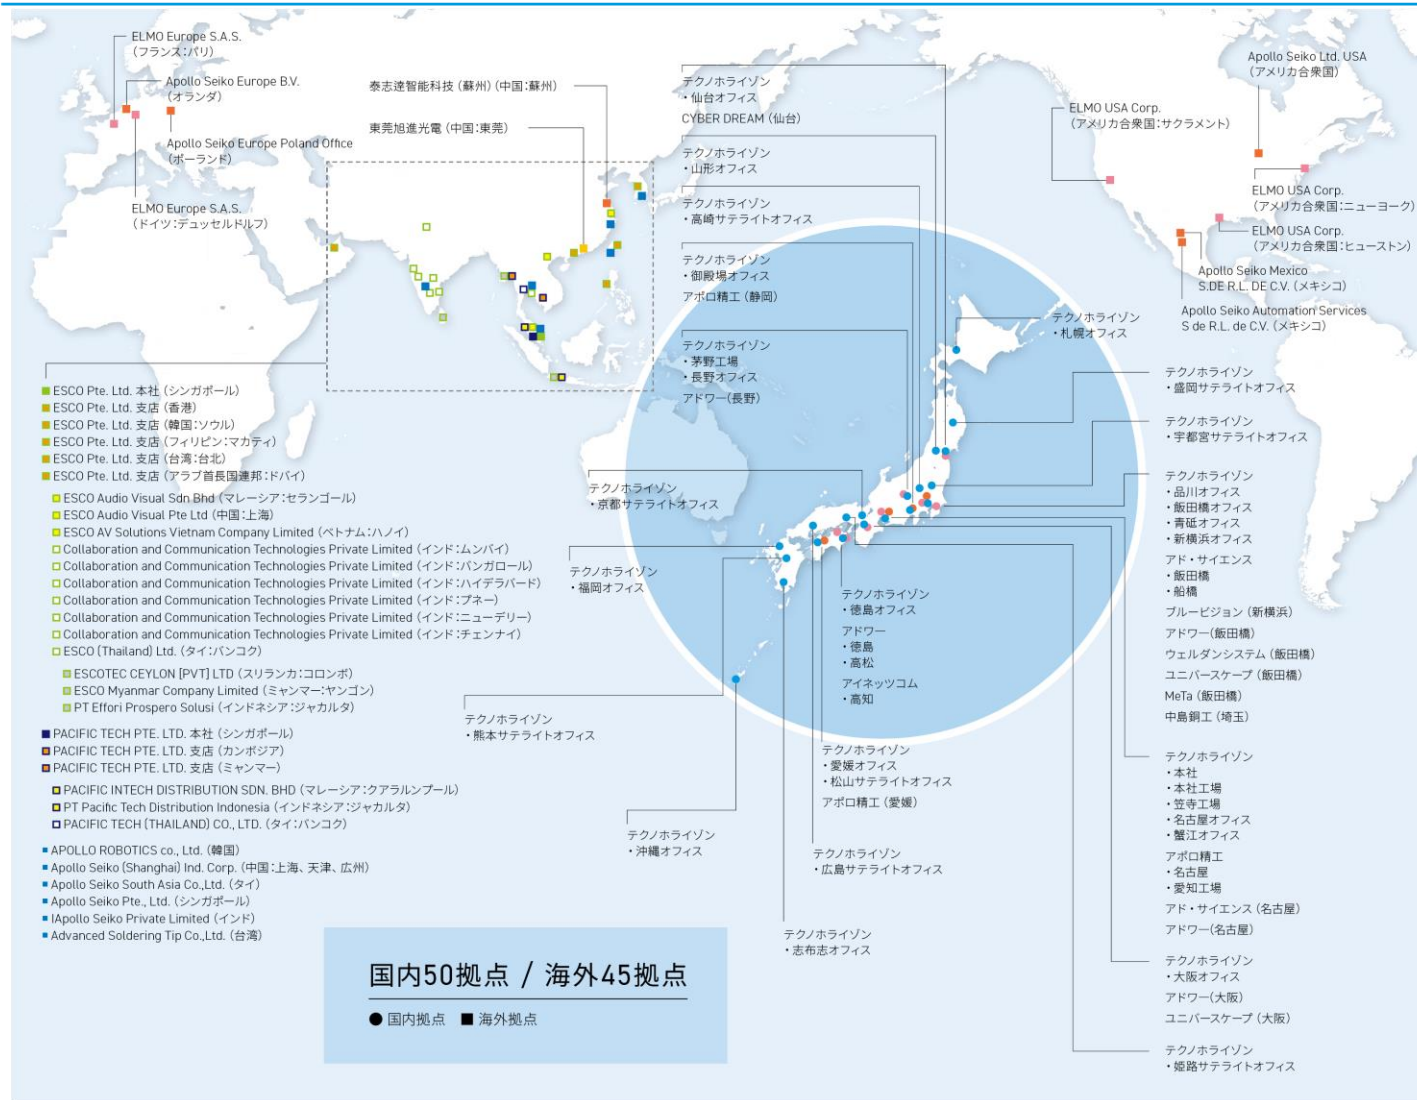 ELMO Europe S.A.S.
（フランス：パリ）
Apollo Seiko Europe B.V.
（オランダ）
Apollo Seiko Europe Poland Office
（ポーランド）
ELMO Europe S.A.S.
（ドイツ：デュッセルドルフ）
泰志達智能科技（蘇州）（中国：蘇州）
東莞旭進光電（中国：東莞）
テクノホライゾン
・仙台オフィス
CYBER DREAM（仙台）
テクノホライゾン
・山形オフィス
テクノホライゾン
・高崎サテライトオフィス
テクノホライゾン
・御殿場オフィス
アポロ精工（静岡）
テクノホライゾン
・茅野工場
・長野オフィス
アドワー（長野）
Apollo Seiko Ltd. USA
（アメリカ合衆国）
ELMO USA Corp.
（アメリカ合衆国：サクラメント）
ELMO USA Corp.
（アメリカ合衆国：ニューヨーク）
ELMO USA Corp.
（アメリカ合衆国：ヒューストン）
Apollo Seiko Mexico
S.DE R.L. DE C.V.（メキシコ）
Apollo Seiko Automation Services
S de R.L. de C.V.（メキシコ）
テクノホライゾン
・札幌オフィス
テクノホライゾン
・盛岡サテライトオフィス
テクノホライゾン
・宇都宮サテライトオフィス
テクノホライゾン
・品川オフィス
・飯田橋オフィス
・青砥オフィス
・新横浜オフィス
アド・サイエンス
・飯田橋
・船橋
ブルービジョン（新横浜）
アドワー（飯田橋）
ウェルダンシステム（飯田橋）
ユニバースケープ（飯田橋）
MeTa（飯田橋）
中島銅工（埼玉）
テクノホライゾン
・本社
・本社工場
・笠寺工場
・名古屋オフィス
・蟹江オフィス
アポロ精工
・名古屋
・愛知工場
アド・サイエンス（名古屋）
アドワー（名古屋）
テクノホライゾン
・大阪オフィス
アドワー（大阪）
ユニバースケープ（大阪）
テクノホライゾン
・姫路サテライトオフィス
テクノホライゾン
・京都サテライトオフィス
テクノホライゾン
・福岡オフィス
テクノホライゾン
・徳島オフィス
アドワー
・徳島
・高松
アイネッツコム
・高知
テクノホライゾン
・熊本サテライトオフィス
テクノホライゾン
・愛媛オフィス
・松山サテライトオフィス
アポロ精工（愛媛）
テクノホライゾン
・沖縄オフィス
テクノホライゾン
・広島サテライトオフィス
テクノホライゾン
・志布志オフィス
ESCO Pte. Ltd. 本社（シンガポール）
ESCO Pte. Ltd. 支店（香港）
ESCO Pte. Ltd. 支店（韓国：ソウル）
ESCO Pte. Ltd. 支店（フィリピン：マカティ）
ESCO Pte. Ltd. 支店（台湾：台北）
ESCO Pte. Ltd. 支店（アラブ首長国連邦：ドバイ）
ESCO Audio Visual Sdn Bhd（マレーシア：セランゴール）
ESCO Audio Visual Pte Ltd（中国：上海）
ESCO AV Solutions Vietnam Company Limited（ベトナム：ハノイ）
Collaboration and Communication Technologies Private Limited（インド：ムンバイ）
Collaboration and Communication Technologies Private Limited（インド：バンガロール）
Collaboration and Communication Technologies Private Limited（インド：ハイデラバード）
Collaboration and Communication Technologies Private Limited（インド：プネー）
Collaboration and Communication Technologies Private Limited（インド：ニューデリー）
Collaboration and Communication Technologies Private Limited（インド：チェンナイ）
ESCO (Thailand) Ltd.（タイ：バンコク）
ESCOTEC CEYLON [PVT] LTD（スリランカ：コロンボ）
ESCO Myanmar Company Limited（ミャンマー：ヤンゴン）
PT Effori Prospero Solusi（インドネシア：ジャカルタ）
PACIFIC TECH PTE. LTD. 本社（シンガポール）
PACIFIC TECH PTE. LTD. 支店（カンボジア）
PACIFIC TECH PTE. LTD. 支店（ミャンマー）
PACIFIC INTECH DISTRIBUTION SDN. BHD（マレーシア：クアラルンプール）
PT Pacific Tech Distribution Indonesia（インドネシア：ジャカルタ）
PACIFIC TECH (THAILAND) CO., LTD.（タイ：バンコク）
APOLLO ROBOTICS co., Ltd.（韓国）
Apollo Seiko (Shanghai) Ind. Corp.（中国：上海、天津、広州）
Apollo Seiko South Asia Co.,Ltd.（タイ）
Apollo Seiko Pte., Ltd.（シンガポール）
IApollo Seiko Private Limited（インド）
Advanced Soldering Tip Co.,Ltd.（台湾）
国内50拠点 / 海外45拠点
●国内拠点 ■海外拠点